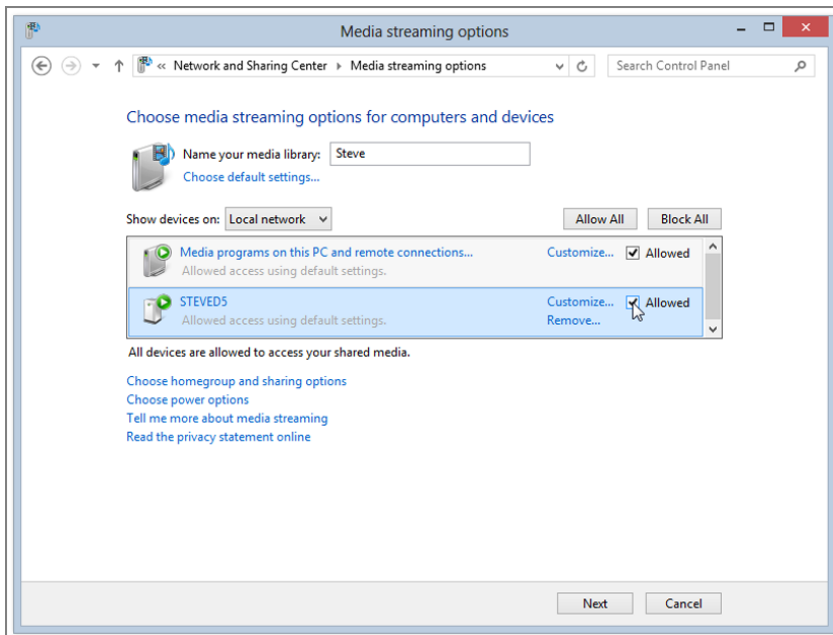 Media streaming options
« Network and Sharing Center Media streaming options Search Control Panel
Choose media streaming options for computers and devices
Name your media library: Steve
Choose default settings...
Show devices on: Local network Allow All Block All
Media programs on this PC and remote connections... Customize... Allowed
Allowed access using default settings.
STEVED5 Customize... Allowed
Allowed access using default settings. Remove...
All devices are allowed to access your shared media.
Choose homegroup and sharing options
Choose power options
Tell me more about media streaming
Read the privacy statement online
Next Cancel